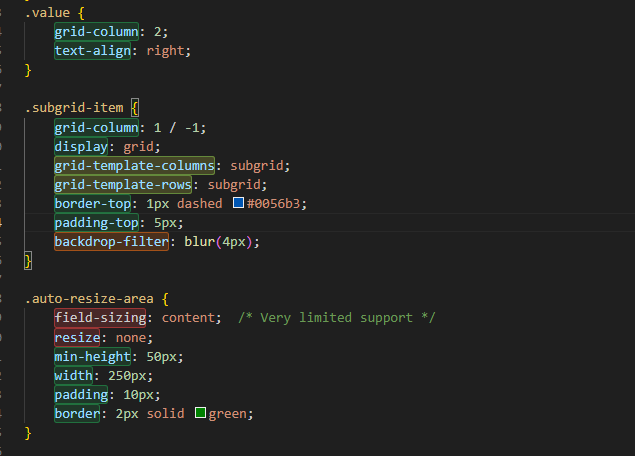 .value {
grid-column: 2;
text-align: right;
}
.subgrid-item {
grid-column: 1 / -1;
display: grid;
grid-template-columns: subgrid;
grid-template-rows: subgrid;
border-top: 1px dashed #0056b3;
padding-top: 5px;
backdrop-filter: blur(4px);
}
.auto-resize-area {
field-sizing: content;  /* Very limited support */
resize: none;
min-height: 50px;
width: 250px;
padding: 10px;
border: 2px solid green;
}